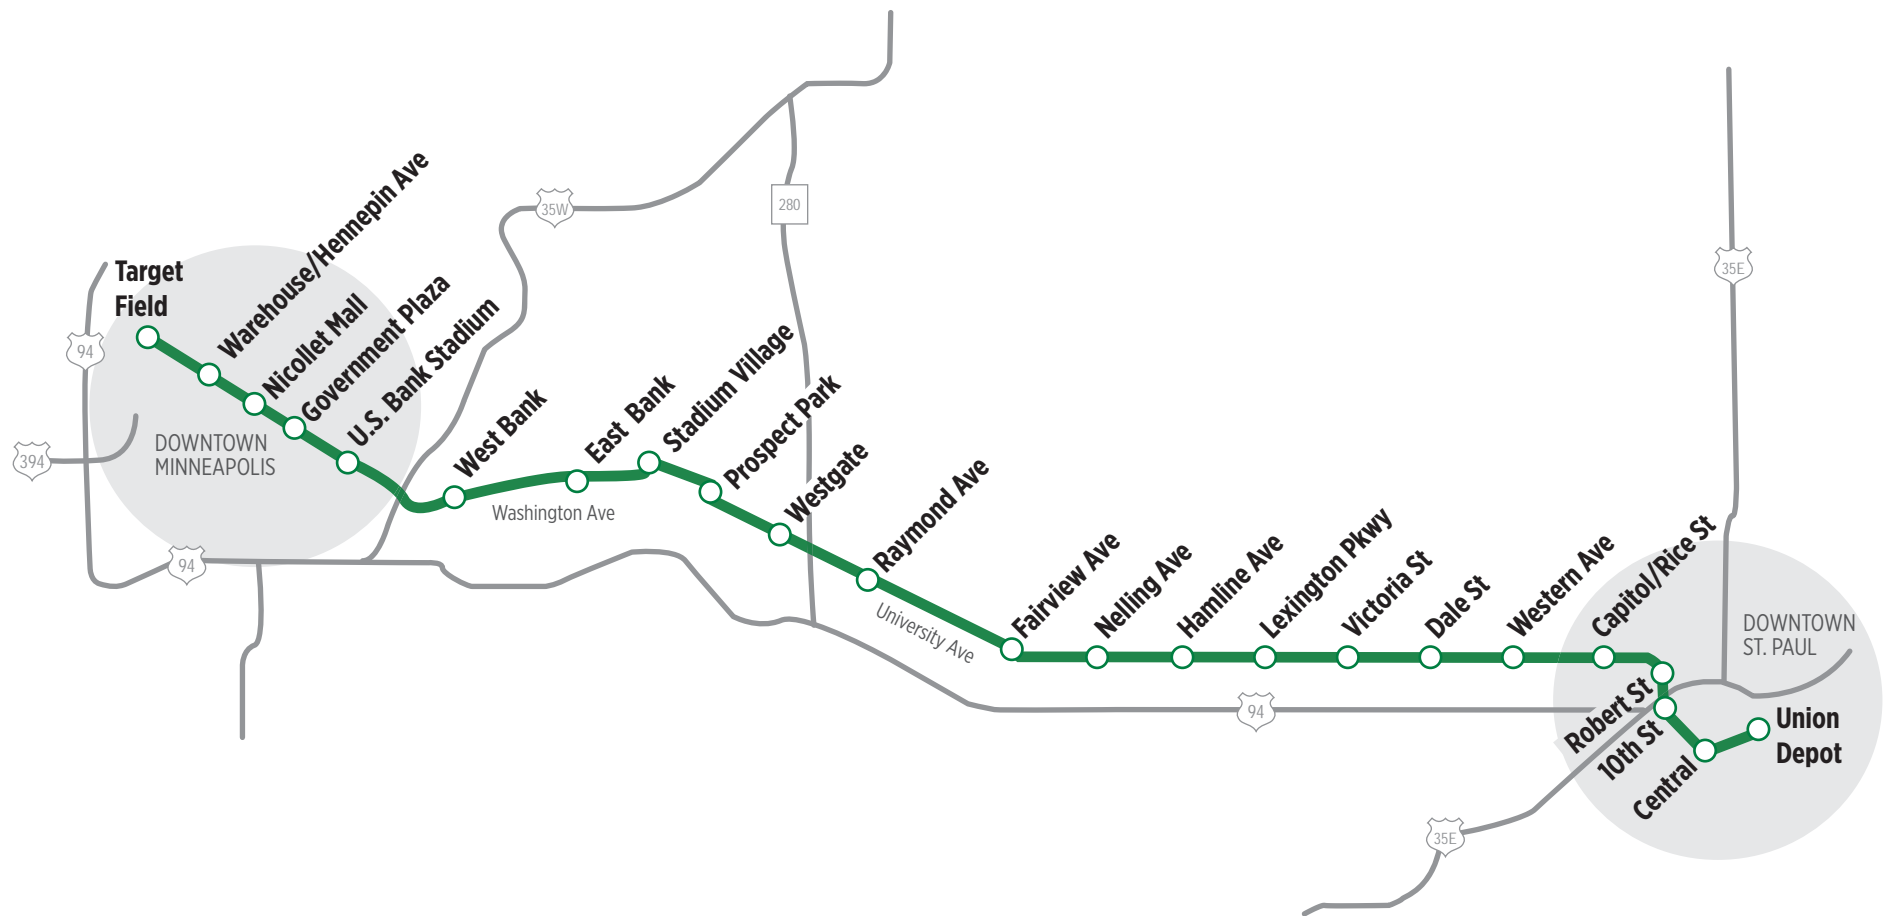 Target
Field
Warehouse/Hennepin Ave
Nicollet Mall
Government Plaza
U.S. Bank Stadium
West Bank
East Bank
Stadium Village
Prospect Park
Westgate
Raymond Ave
Fairview Ave
Nelling Ave
Hamline Ave
Lexington Pkwy
Victoria St
Dale St
Western Ave
Capitol/Rice St
Robert St
10th St
Central
Union
Depot
DOWNTOWN
MINNEAPOLIS
DOWNTOWN
ST. PAUL
Washington Ave
University Ave
94
394
94
35W
280
94
35E
35E